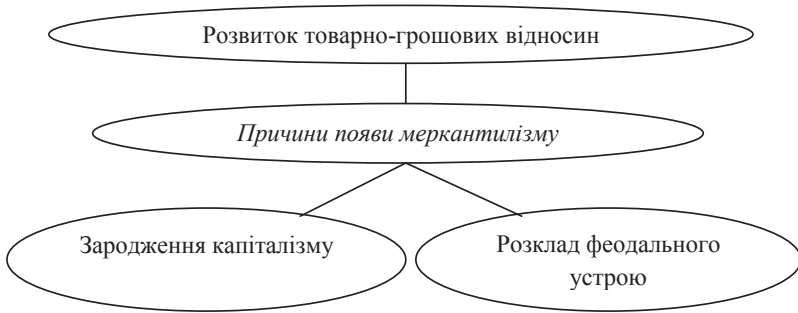 Розвиток товарно-грошових відносин
Причини появи меркантилізму
Зародження капіталізму
Розклад феодального
устрою